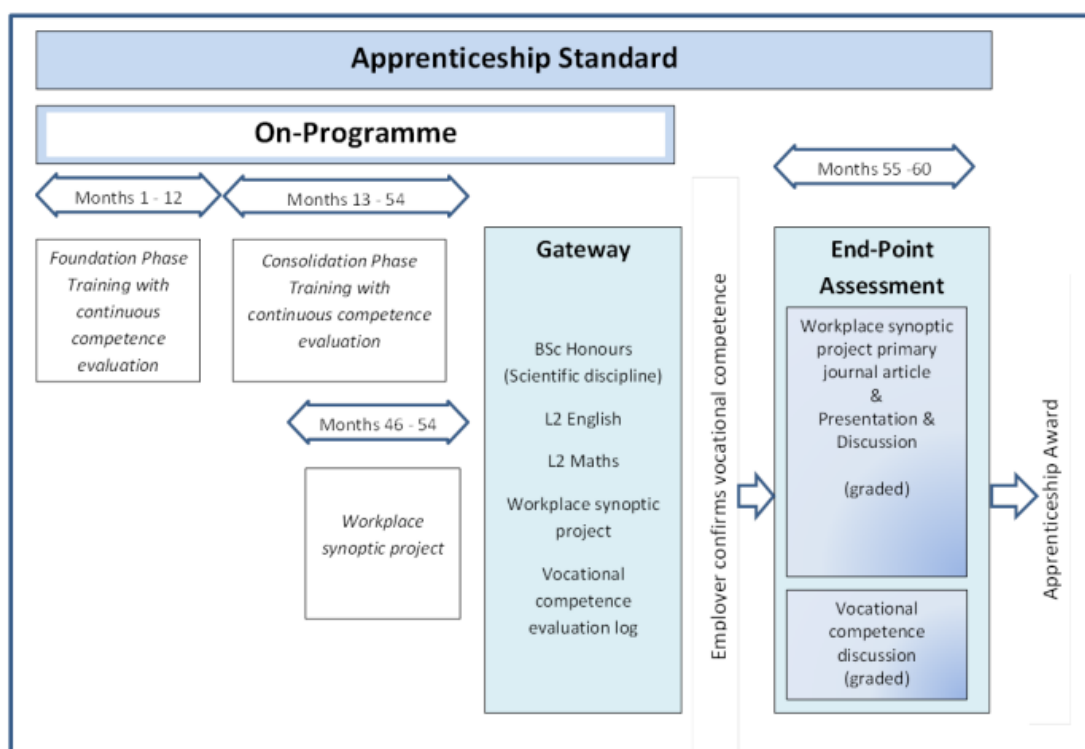 Apprenticeship Standard
On-Programme
Months 1 - 12
Months 13 - 54
Months 55 -60
Foundation Phase
Training with
continuous
competence
evaluation
Consolidation Phase
Training with
continuous competence
evaluation
Months 46 - 54
Workplace
synoptic project
Gateway
BSc Honours
(Scientific discipline)
L2 English
L2 Maths
Workplace synoptic
project
Vocational
competence
evaluation log
Employer confirms vocational competence
End-Point
Assessment
Workplace synoptic
project primary
journal article
&
Presentation &
Discussion
(graded)
Vocational
competence
discussion
(graded)
Apprenticeship Award